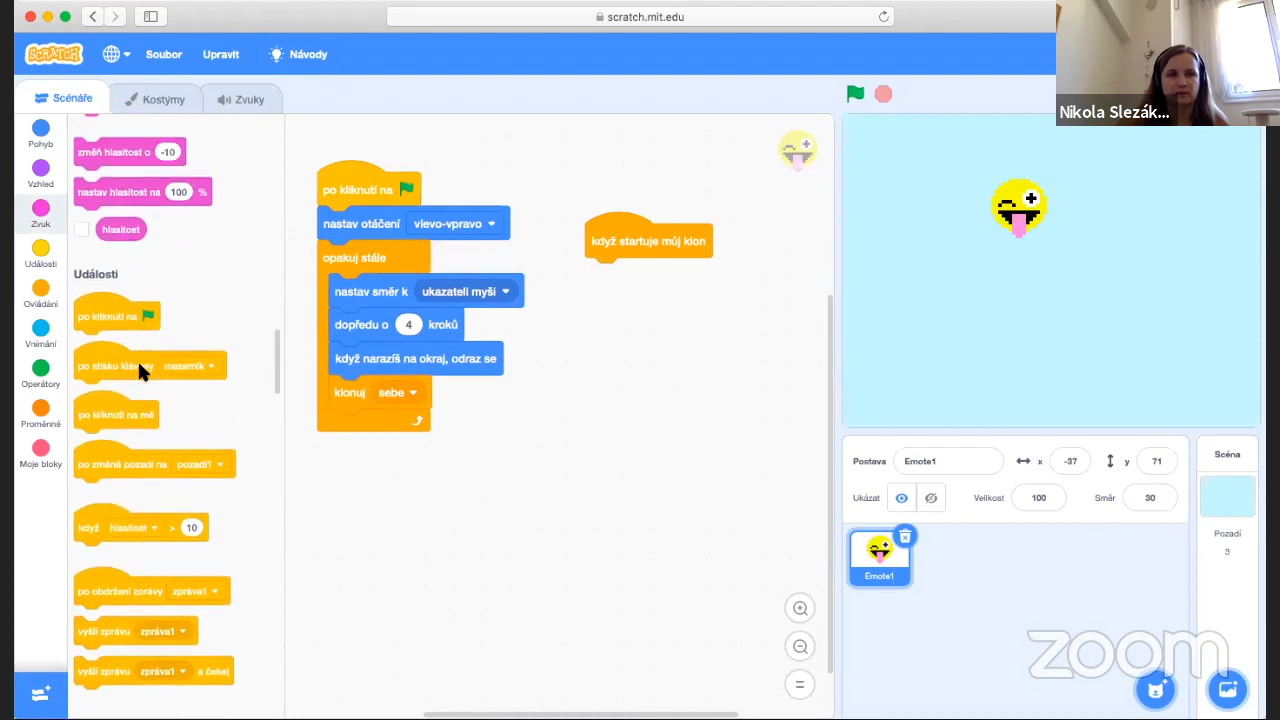 scratch.mit.edu
SCRATCH
Soubor
Upravit
Návody
Nikola Slezák...
Scénáře
Kostýmy
Zvuky
Pohyb
Vzhled
Zvuk
Události
Ovládání
Vnímání
Operátory
Proměnné
Moje bloky
změň hlasitost o -10
nastav hlasitost na 100 %
hlasitost
Události
po kliknutí na
po stisku klávesy mezerník
po kliknutí na mě
po změně pozadí na pozadí1
když hlasitost > 10
po obdržení zprávy zpráva1
vyšli zprávu zpráva1
vyšli zprávu zpráva1 a čekej
po kliknutí na
nastav otáčení vlevo-vpravo
opakuj stále
nastav směr k ukazateli myši
dopředu o 4 kroků
když narazíš na okraj, odraz se
klonuj sebe
když startuje můj klon
Postava Emote1 x -37 y 71
Ukázat Velikost 100 Směr 30
Emote1
Scéna
Pozadí
3
zoom